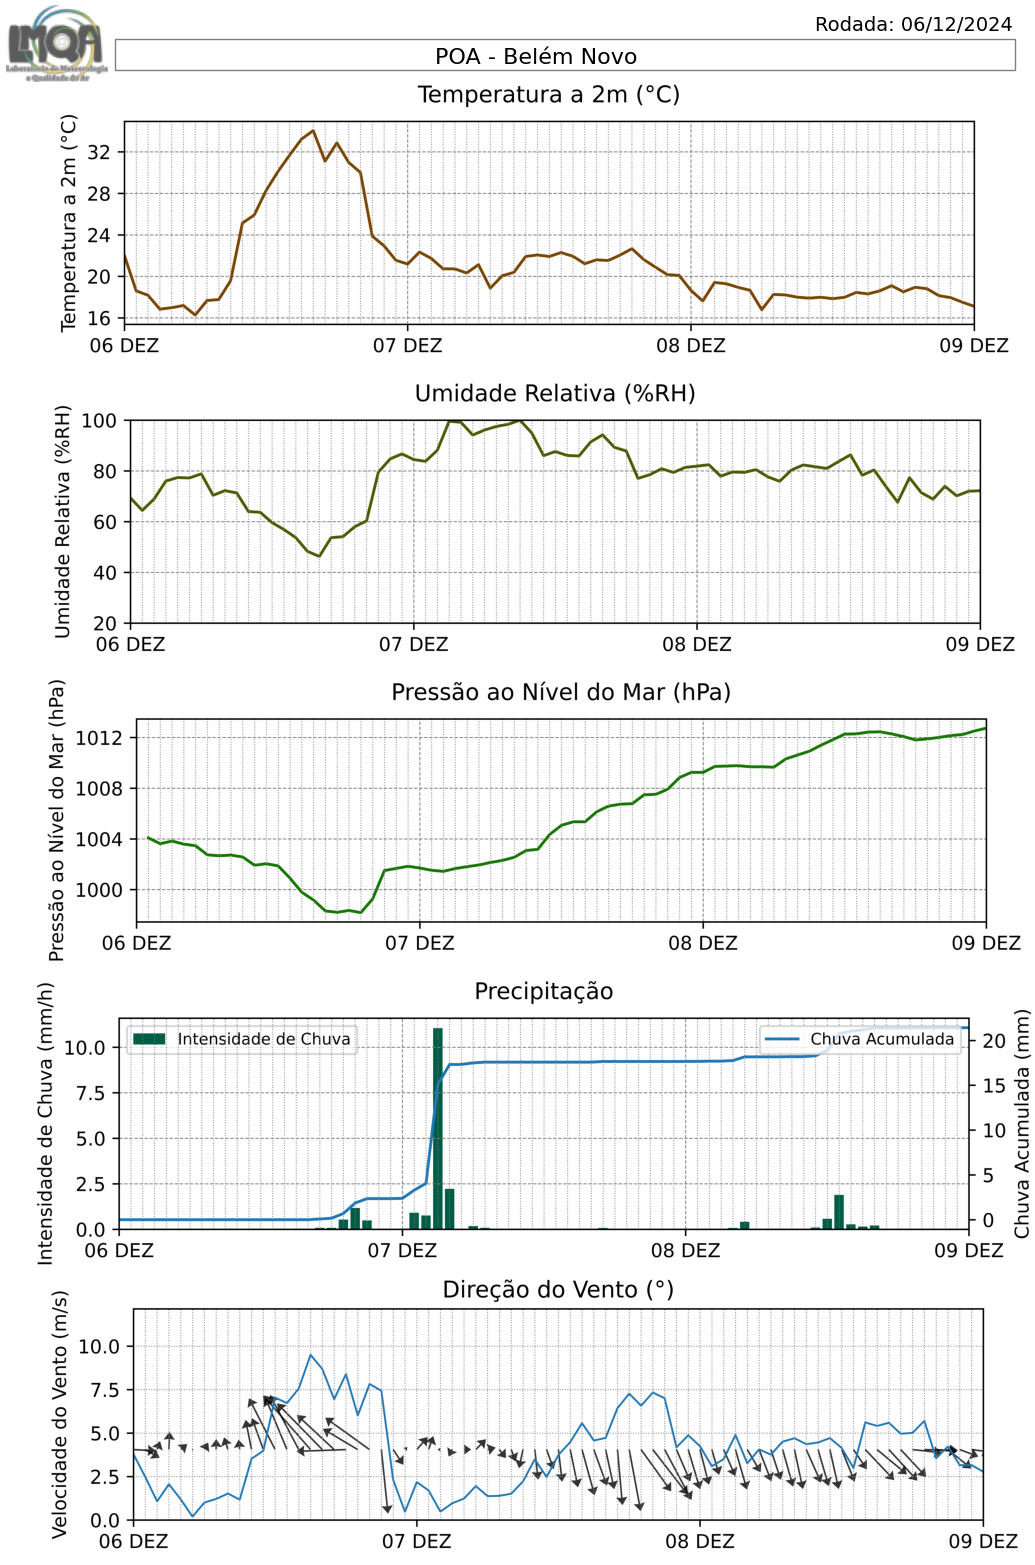 LMQA
Laboratório de Meteorologia
e Qualidade do Ar
Rodada: 06/12/2024
POA - Belém Novo
Temperatura a 2m (°C)
Temperatura a 2m (°C)
32
28
24
20
16
06 DEZ 07 DEZ 08 DEZ 09 DEZ
Umidade Relativa (%RH)
Umidade Relativa (%RH)
100
80
60
40
20
06 DEZ 07 DEZ 08 DEZ 09 DEZ
Pressão ao Nível do Mar (hPa)
Pressão ao Nível do Mar (hPa)
1012
1008
1004
1000
06 DEZ 07 DEZ 08 DEZ 09 DEZ
Precipitação
Intensidade de Chuva (mm/h)
Intensidade de Chuva
Chuva Acumulada
10.0
7.5
5.0
2.5
0.0
20
15
10
5
0
Chuva Acumulada (mm)
06 DEZ 07 DEZ 08 DEZ 09 DEZ
Direção do Vento (°)
Velocidade do Vento (m/s)
10.0
7.5
5.0
2.5
0.0
06 DEZ 07 DEZ 08 DEZ 09 DEZ